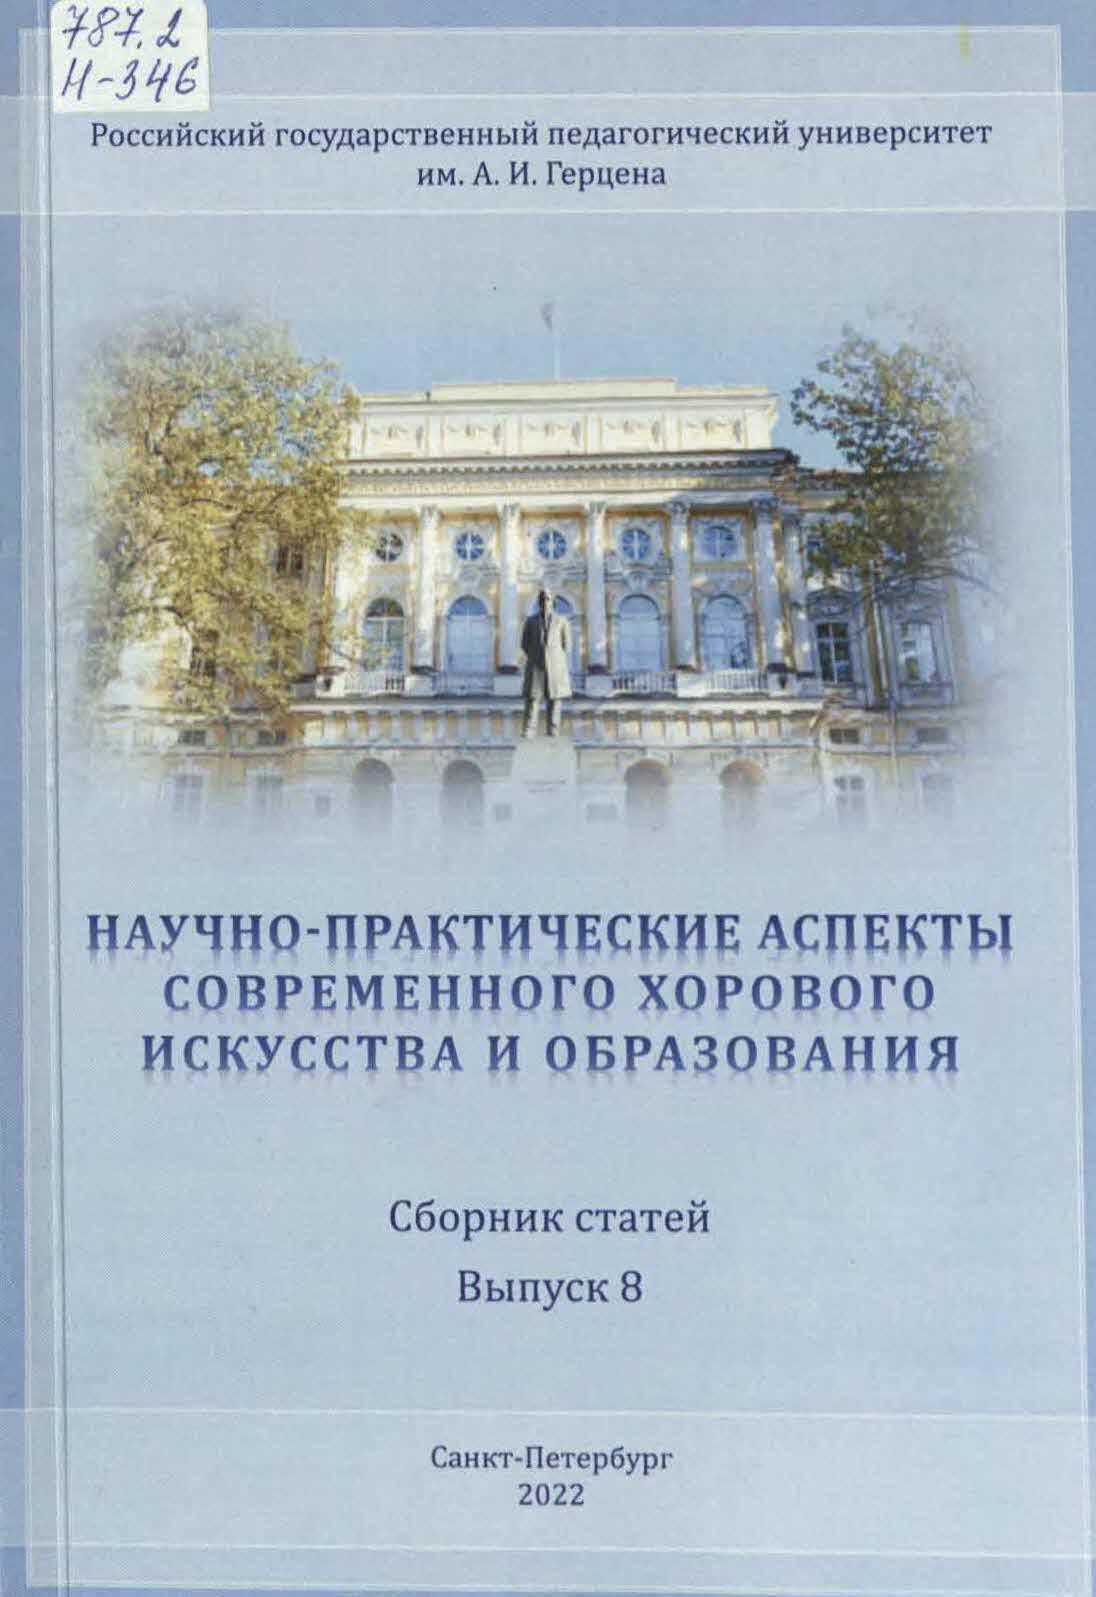 787.2
Н-346
Российский государственный педагогический университет
им. А. И. Герцена
НАУЧНО-ПРАКТИЧЕСКИЕ АСПЕКТЫ
СОВРЕМЕННОГО ХОРОВОГО
ИСКУССТВА И ОБРАЗОВАНИЯ
Сборник статей
Выпуск 8
Санкт-Петербург
2022